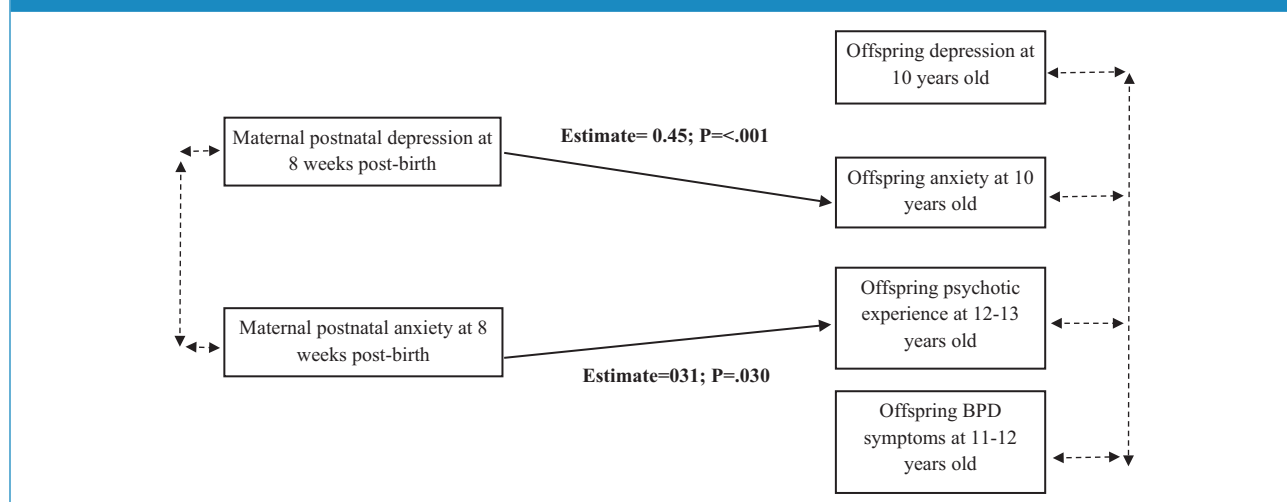 Offspring depression at
10 years old
Maternal postnatal depression at
8 weeks post-birth
Estimate= 0.45; P=<.001
Offspring anxiety at 10
years old
Maternal postnatal anxiety at 8
weeks post-birth
Offspring psychotic
experience at 12-13
years old
Estimate=031; P=.030
Offspring BPD
symptoms at 11-12
years old